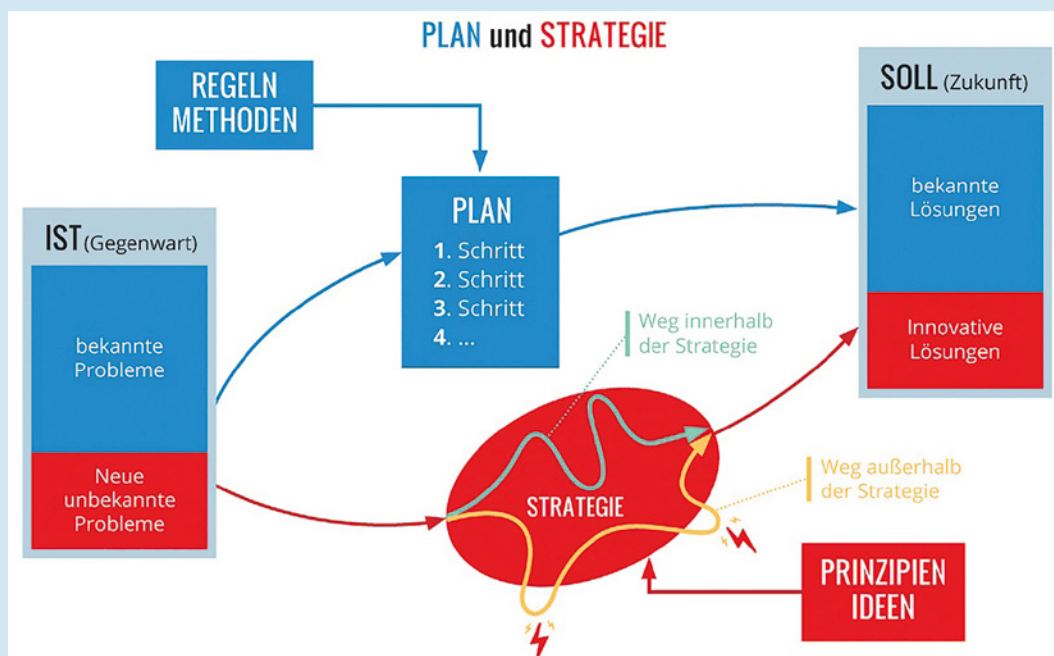 PLAN und STRATEGIE
REGELN
METHODEN
SOLL (Zukunft)
bekannte
Lösungen
Innovative
Lösungen
PLAN
1. Schritt
2. Schritt
3. Schritt
4. ...
IST (Gegenwart)
bekannte
Probleme
Neue
unbekannte
Probleme
Weg innerhalb
der Strategie
Weg außerhalb
der Strategie
STRATEGIE
PRINZIPIEN
IDEEN